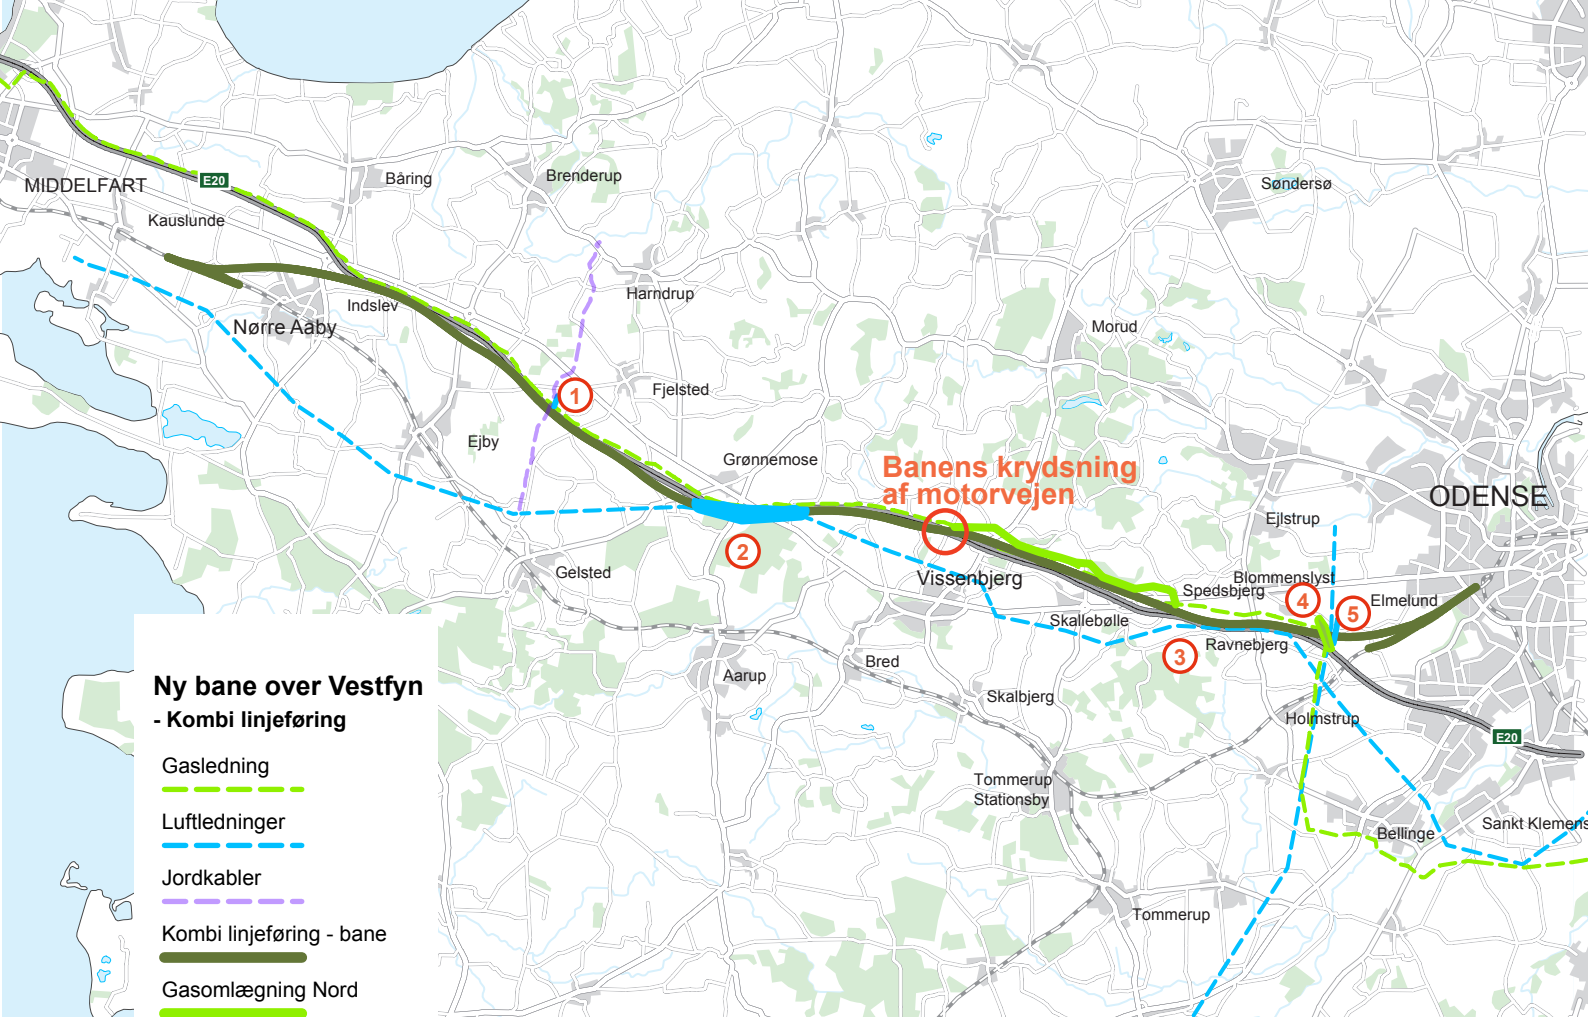 MIDDELFART
E20
Båring
Brenderup
Søndersø
Kauslunde
Harndrup
Indslev
Nørre Aaby
Morud
1
Fjelsted
Ejby
Grønnemose
Banens krydsning
af motorvejen
ODENSE
Ejlstrup
2
Gelsted
Vissenbjerg
Blommenslyst
Spedsbjerg
4
5
Elmelund
Skallebølle
Ravnebjerg
3
Bred
Aarup
Skalbjerg
Holmstrup
E20
Tommerup
Stationsby
Bellinge
Sankt Klemens
Tommerup
Ny bane over Vestfyn
- Kombi linjeføring
Gasledning
Luftledninger
Jordkabler
Kombi linjeføring - bane
Gasomlægning Nord